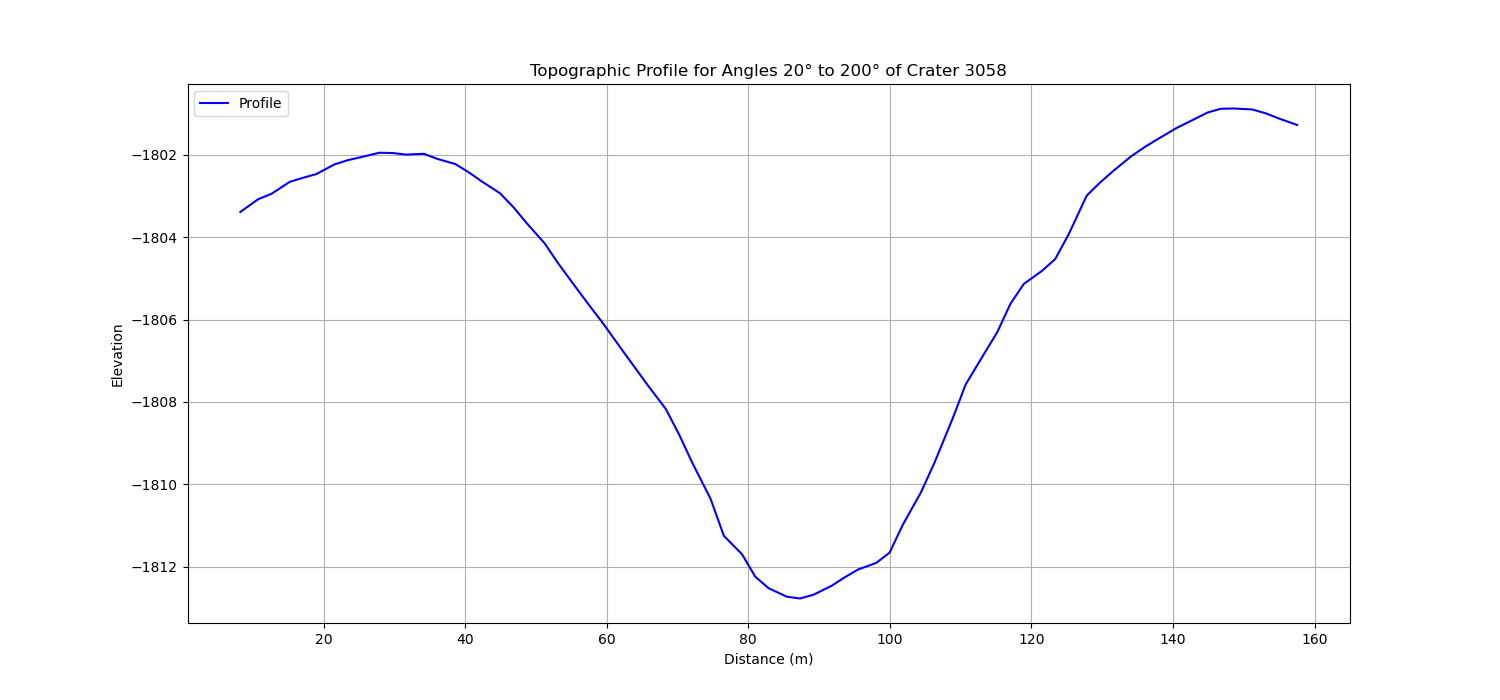 Topographic Profile for Angles 20° to 200° of Crater 3058
Profile
−1802
−1804
−1806
−1808
−1810
−1812
Elevation
20 40 60 80 100 120 140 160
Distance (m)